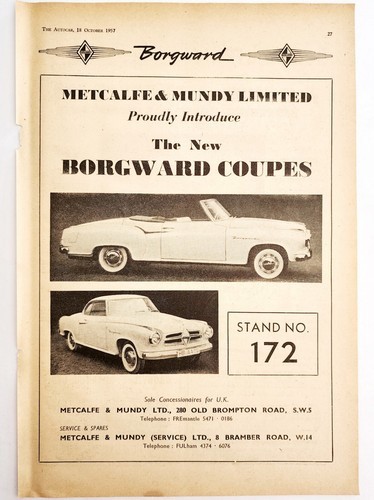 THE AUTOCAR, 18 OCTOBER 1957
27
Borgward
METCALFE & MUNDY LIMITED
Proudly Introduce
The New
BORGWARD COUPES
STAND NO.
172
Sole Concessionaires for U.K.
METCALFE & MUNDY LTD., 280 OLD BROMPTON ROAD, S.W.5
Telephone : FREmantle 5471 · 0186
SERVICE & SPARES
METCALFE & MUNDY (SERVICE) LTD., 8 BRAMBER ROAD, W.14
Telephone : FULham 4374 · 6076